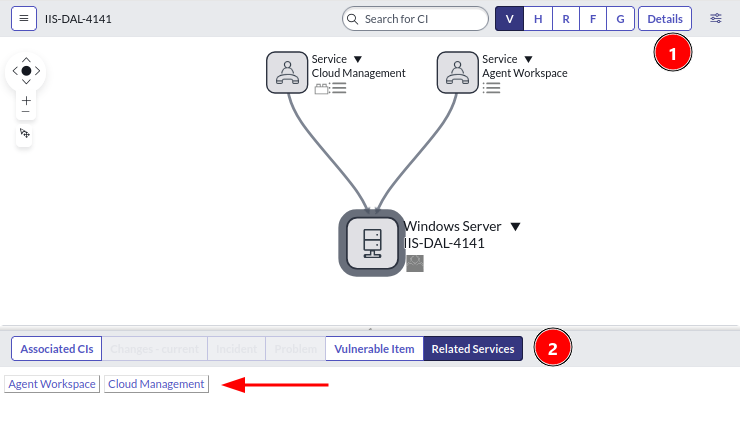 IIS-DAL-4141
Search for CI
V H R F G
Details
1
Service
Cloud Management
Service
Agent Workspace
Windows Server
IIS-DAL-4141
Associated CIs Changes - current Incident Problem Vulnerable Item Related Services
2
Agent Workspace Cloud Management